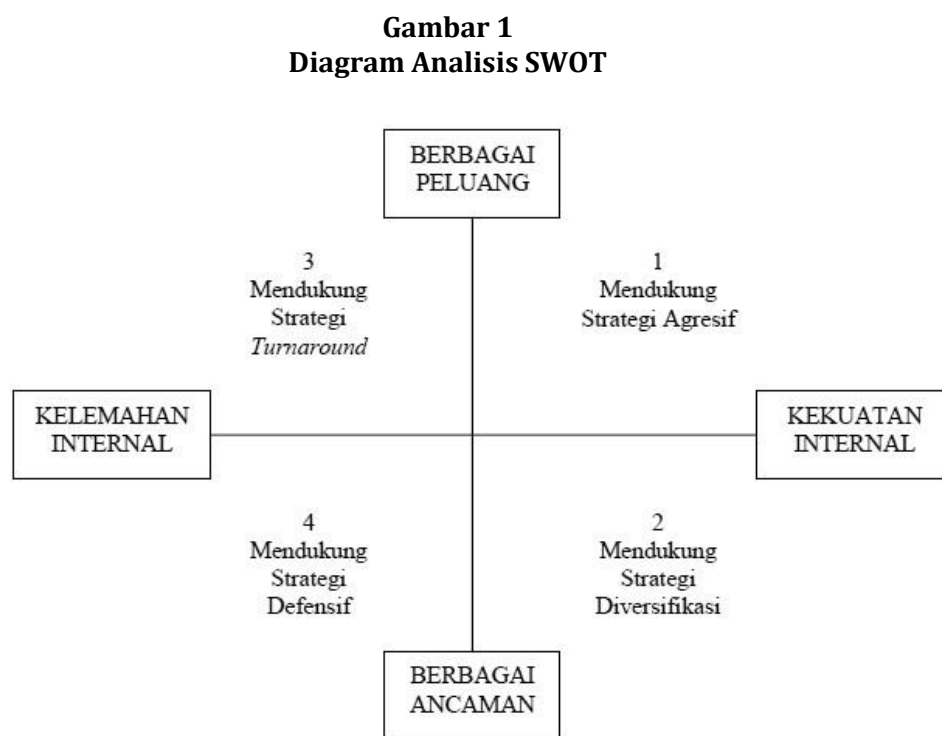 Gambar 1
Diagram Analisis SWOT
BERBAGAI
PELUANG
3
Mendukung
Strategi
Turnaround
1
Mendukung
Strategi Agresif
KELEMAHAN
INTERNAL
KEKUATAN
INTERNAL
4
Mendukung
Strategi
Defensif
2
Mendukung
Strategi
Diversifikasi
BERBAGAI
ANCAMAN